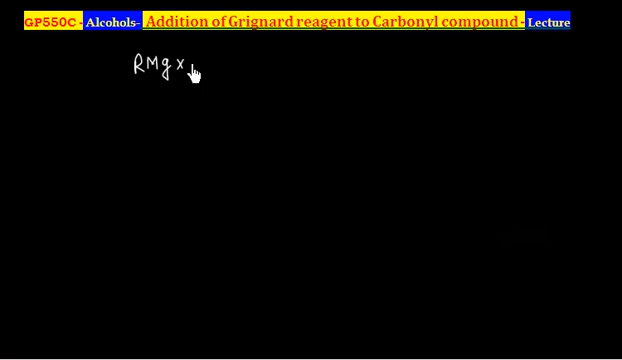 GP550C - Alcohols- Addition of Grignard reagent to Carbonyl compound - Lecture
RMgx